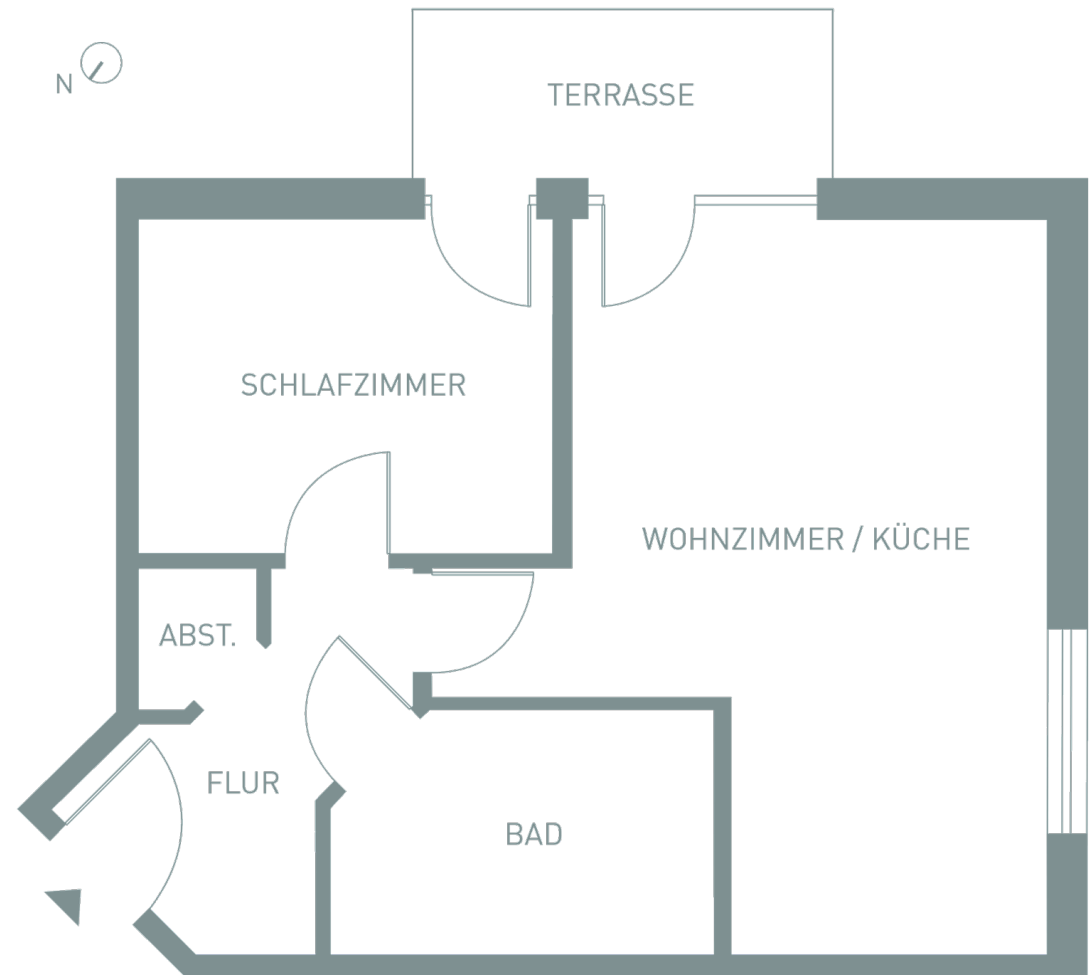 N
TERRASSE
SCHLAFZIMMER
WOHNZIMMER / KÜCHE
ABST.
FLUR
BAD